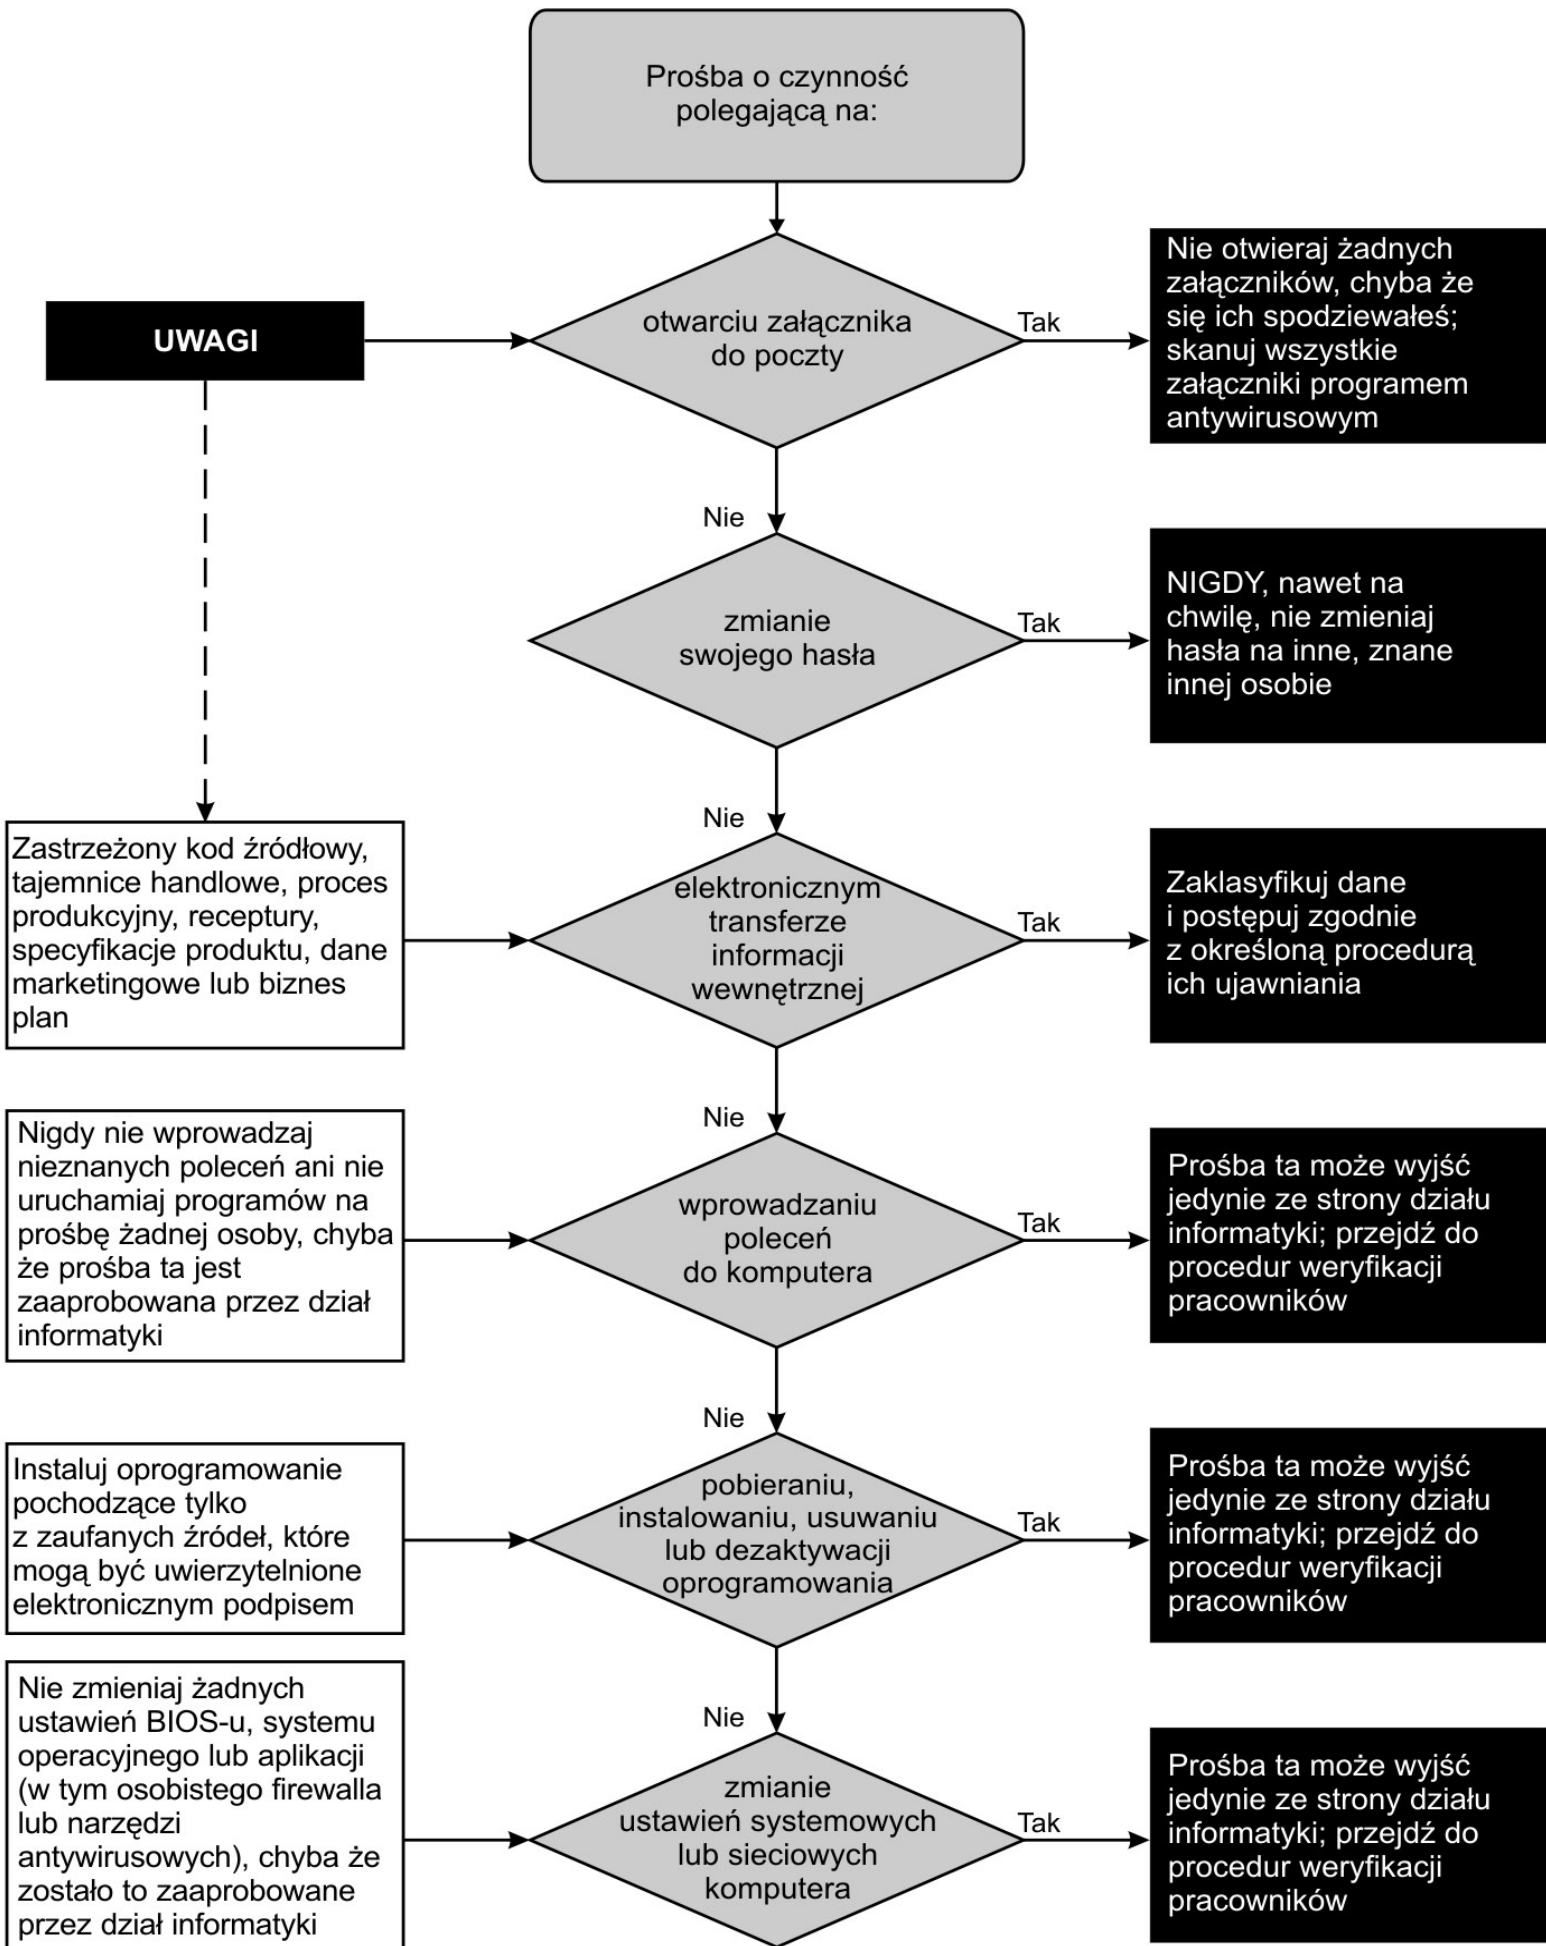 Prośba o czynność
polegającą na:
UWAGI
otwarciu załącznika
do poczty
Tak
Nie otwieraj żadnych
załączników, chyba że
się ich spodziewałeś;
skanuj wszystkie
załączniki programem
antywirusowym
Nie
zmianie
swojego hasła
Tak
NIGDY, nawet na
chwilę, nie zmieniaj
hasła na inne, znane
innej osobie
Nie
Zastrzeżony kod źródłowy,
tajemnice handlowe, proces
produkcyjny, receptury,
specyfikacje produktu, dane
marketingowe lub biznes
plan
elektronicznym
transferze
informacji
wewnętrznej
Tak
Zaklasyfikuj dane
i postępuj zgodnie
z określoną procedurą
ich ujawniania
Nie
Nigdy nie wprowadzaj
nieznanych poleceń ani nie
uruchamiaj programów na
prośbę żadnej osoby, chyba
że prośba ta jest
zaaprobowana przez dział
informatyki
wprowadzaniu
poleceń
do komputera
Tak
Prośba ta może wyjść
jedynie ze strony działu
informatyki; przejdź do
procedur weryfikacji
pracowników
Nie
Instaluj oprogramowanie
pochodzące tylko
z zaufanych źródeł, które
mogą być uwierzytelnione
elektronicznym podpisem
pobieraniu,
instalowaniu, usuwaniu
lub dezaktywacji
oprogramowania
Tak
Prośba ta może wyjść
jedynie ze strony działu
informatyki; przejdź do
procedur weryfikacji
pracowników
Nie
Nie zmieniaj żadnych
ustawień BIOS-u, systemu
operacyjnego lub aplikacji
(w tym osobistego firewalla
lub narzędzi
antywirusowych), chyba że
zostało to zaaprobowane
przez dział informatyki
zmianie
ustawień systemowych
lub sieciowych
komputera
Tak
Prośba ta może wyjść
jedynie ze strony działu
informatyki; przejdź do
procedur weryfikacji
pracowników